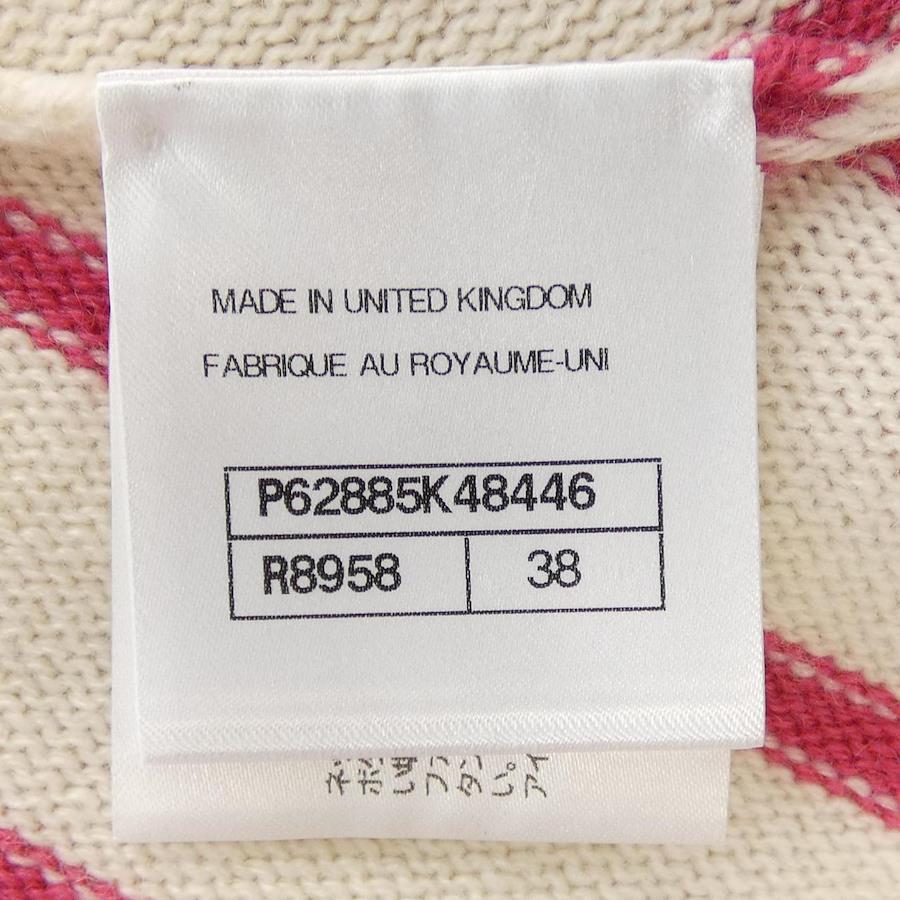 MADE IN UNITED KINGDOM
FABRIQUE AU ROYAUME-UNI
P62885K48446
R8958 38